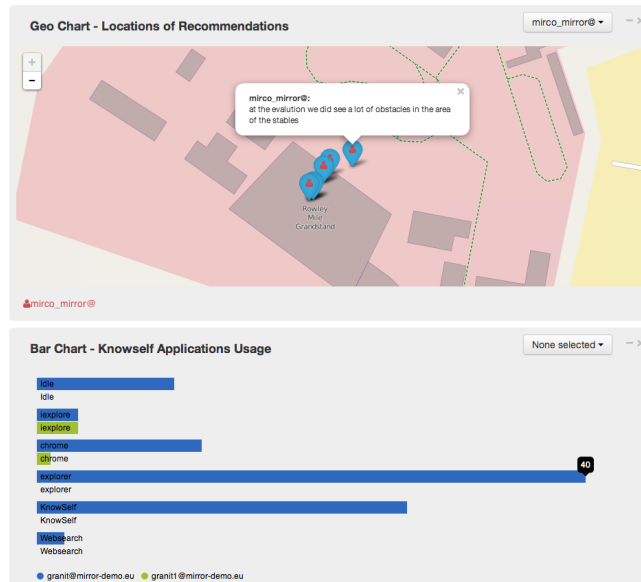 Geo Chart - Locations of Recommendations
mirco_mirror@
+
−
mirco_mirror@:
at the evalution we did see a lot of obstacles in the area
of the stables
Rowley
Mile
Grandstand
mirco_mirror@
Bar Chart - Knowself Applications Usage
None selected
Idle
Idle
iexplore
iexplore
chrome
chrome
40
explorer
explorer
KnowSelf
KnowSelf
Websearch
Websearch
granit@mirror-demo.eu granit1@mirror-demo.eu